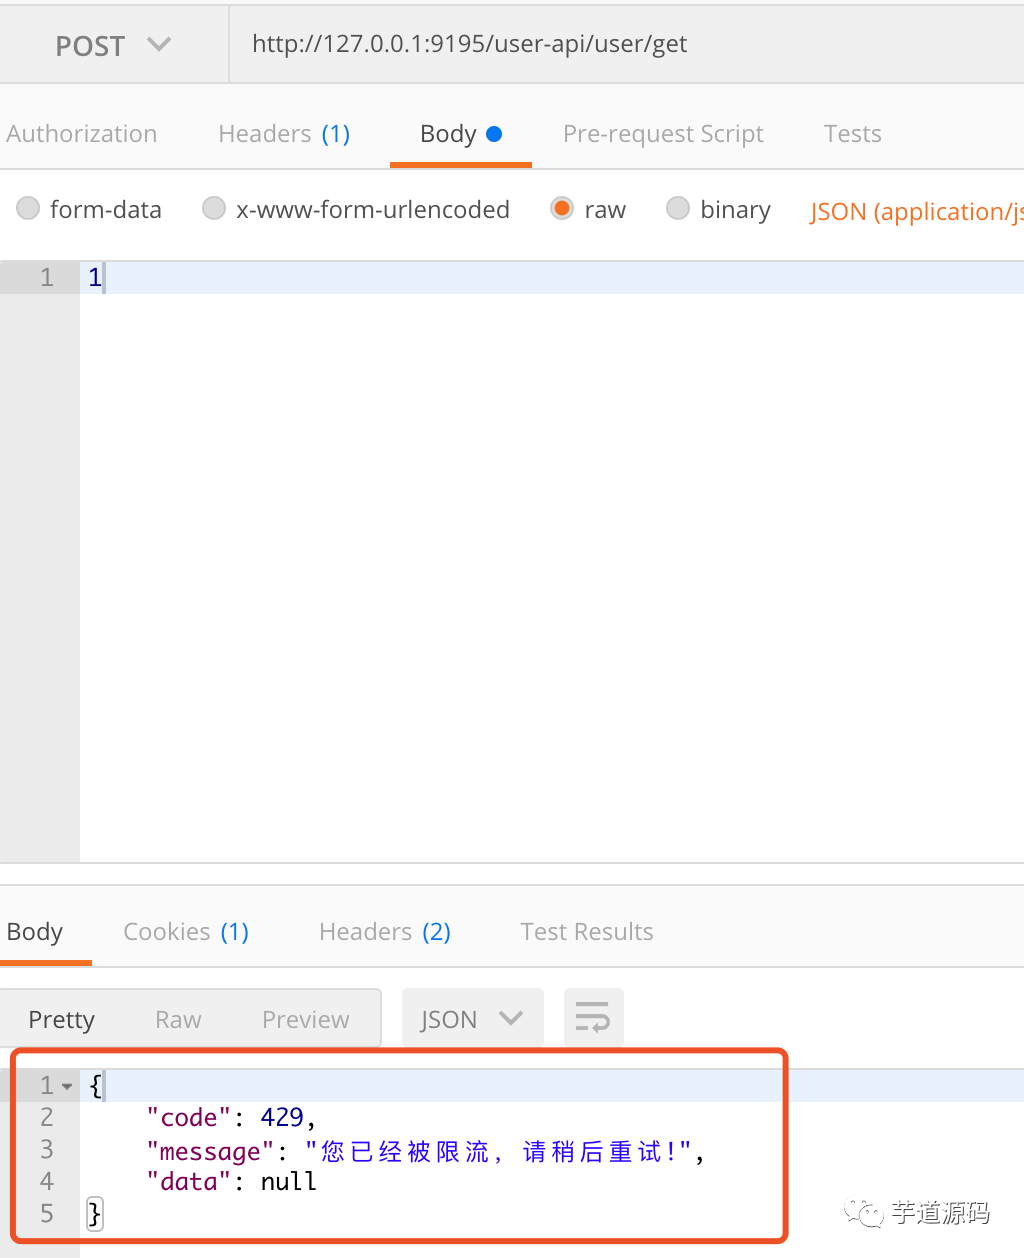 POST http://127.0.0.1:9195/user-api/user/get
Authorization Headers (1) Body Pre-request Script Tests
form-data x-www-form-urlencoded raw binary JSON (application/js
1 1
Body Cookies (1) Headers (2) Test Results
Pretty Raw Preview JSON
1 {
2 "code": 429,
3 "message": "您已经被限流, 请稍后重试!",
4 "data": null
5 }
芋道源码